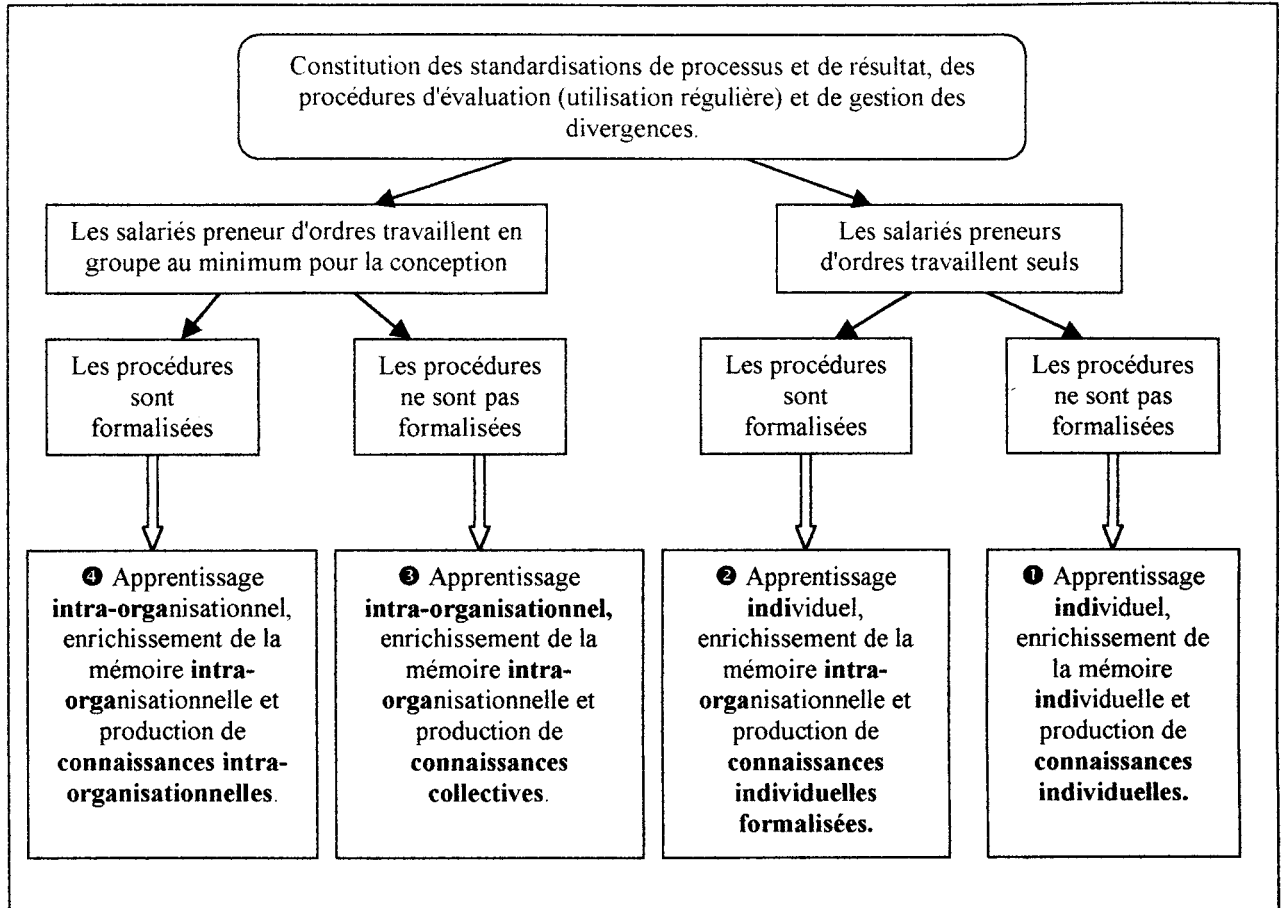 Constitution des standardisations de processus et de résultat, des
procédures d'évaluation (utilisation régulière) et de gestion des
divergences.
Les salariés preneur d'ordres travaillent en
groupe au minimum pour la conception
Les salariés preneurs
d'ordres travaillent seuls
Les procédures
sont
formalisées
Les procédures
ne sont pas
formalisées
Les procédures
sont
formalisées
Les procédures
ne sont pas
formalisées
❹ Apprentissage
intra-organisationnel,
enrichissement de la
mémoire intra-
organisationnelle et
production de
connaissances intra-
organisationnelles.
❸ Apprentissage
intra-organisationnel,
enrichissement de la
mémoire intra-
organisationnelle et
production de
connaissances
collectives.
❷ Apprentissage
individuel,
enrichissement de la
mémoire intra-
organisationnelle et
production de
connaissances
individuelles
formalisées.
❶ Apprentissage
individuel,
enrichissement de
la mémoire
individuelle et
production de
connaissances
individuelles.